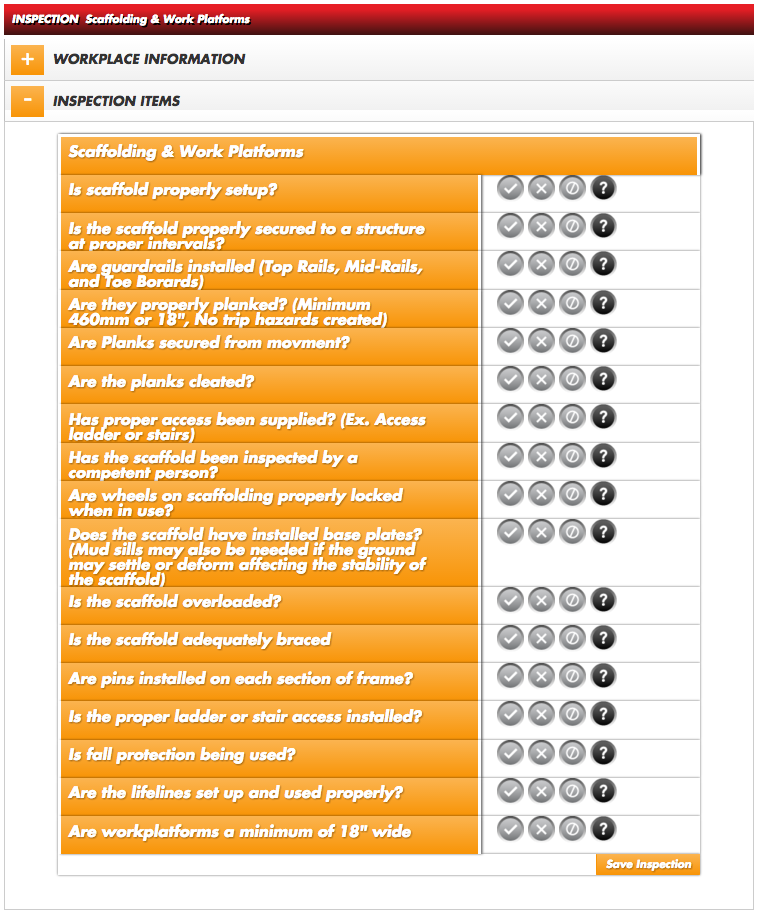 INSPECTION Scaffolding & Work Platforms
+ WORKPLACE INFORMATION
- INSPECTION ITEMS
Scaffolding & Work Platforms
Is scaffold properly setup?
?
Is the scaffold properly secured to a structure
at proper intervals?
?
Are guardrails installed (Top Rails, Mid-Rails,
and Toe Borards)
?
Are they properly planked? (Minimum
460mm or 18", No trip hazards created)
?
Are Planks secured from movment?
?
Are the planks cleated?
?
Has proper access been supplied? (Ex. Access
ladder or stairs)
?
Has the scaffold been inspected by a
competent person?
?
Are wheels on scaffolding properly locked
when in use?
?
Does the scaffold have installed base plates?
(Mud sills may also be needed if the ground
may settle or deform affecting the stability of
the scaffold)
?
Is the scaffold overloaded?
?
Is the scaffold adequately braced
?
Are pins installed on each section of frame?
?
Is the proper ladder or stair access installed?
?
Is fall protection being used?
?
Are the lifelines set up and used properly?
?
Are workplatforms a minimum of 18" wide
?
Save Inspection